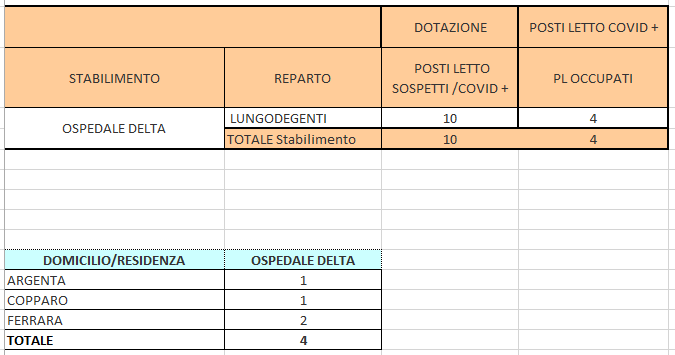 DOTAZIONE POSTI LETTO COVID +
STABILIMENTO REPARTO POSTI LETTO SOSPETTI /COVID + PL OCCUPATI
OSPEDALE DELTA LUNGODEGENTI 10 4
TOTALE Stabilimento 10 4
DOMICILIO/RESIDENZA OSPEDALE DELTA
ARGENTA 1
COPPARO 1
FERRARA 2
TOTALE 4